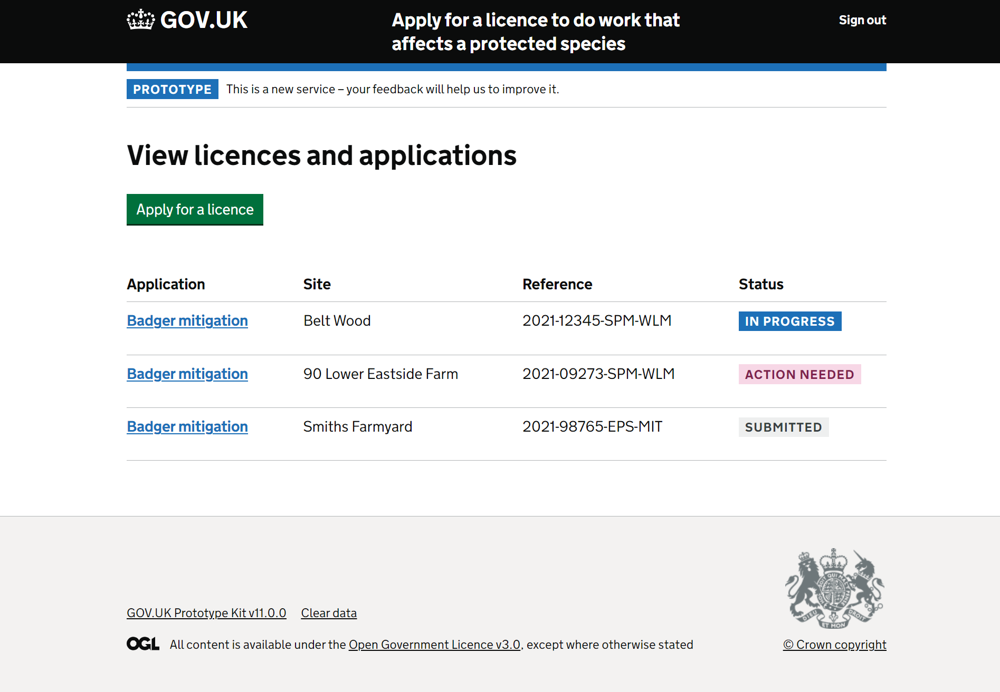 GOV.UK
Apply for a licence to do work that
affects a protected species
Sign out
PROTOTYPE This is a new service – your feedback will help us to improve it.
View licences and applications
Apply for a licence
Application Site Reference Status
Badger mitigation Belt Wood 2021-12345-SPM-WLM IN PROGRESS
Badger mitigation 90 Lower Eastside Farm 2021-09273-SPM-WLM ACTION NEEDED
Badger mitigation Smiths Farmyard 2021-98765-EPS-MIT SUBMITTED
DIEU ET MON DROIT
GOV.UK Prototype Kit v11.0.0 Clear data
OGL All content is available under the Open Government Licence v3.0, except where otherwise stated
© Crown copyright